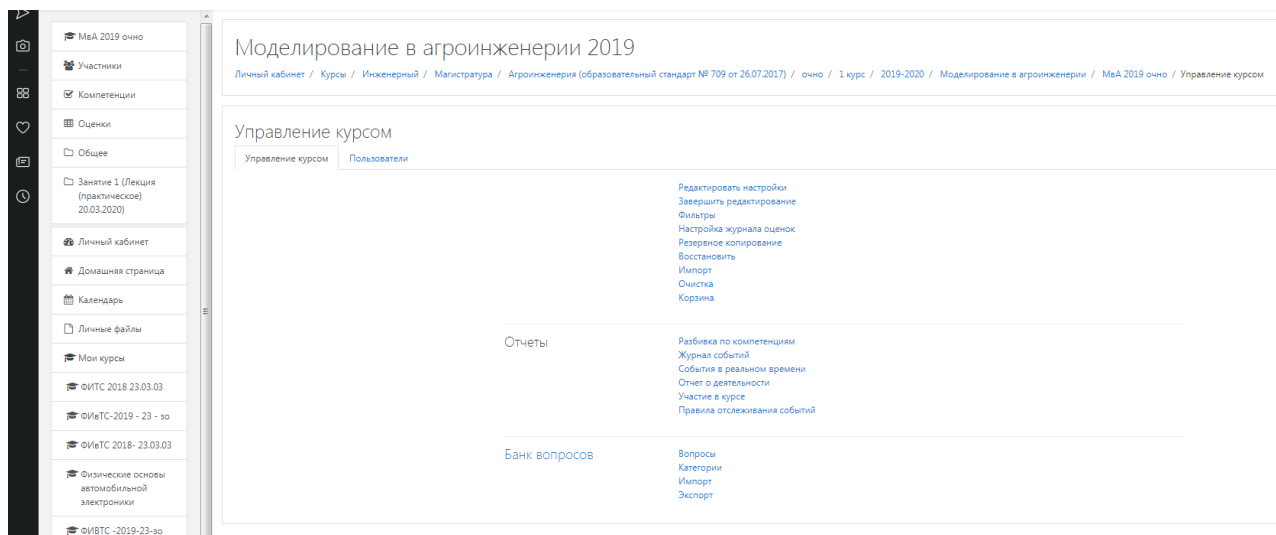 МвА 2019 очно
Участники
Компетенции
Оценки
Общее
Занятие 1 (Лекция
(практическое)
20.03.2020)
Личный кабинет
Домашняя страница
Календарь
Личные файлы
Мои курсы
ФИТС 2018 23.03.03
ФИвТС-2019 - 23 - зо
ФИвТС 2018- 23.03.03
Физические основы
автомобильной
электроники
ФИВТС -2019-23-зо
Моделирование в агроинженерии 2019
Личный кабинет / Курсы / Инженерный / Магистратура / Агроинженерия (образовательный стандарт № 709 от 26.07.2017) / очно / 1 курс / 2019-2020 / Моделирование в агроинженерии / МвА 2019 очно / Управление курсом
Управление курсом
Управление курсом Пользователи
Редактировать настройки
Завершить редактирование
Фильтры
Настройка журнала оценок
Резервное копирование
Восстановить
Импорт
Очистка
Корзина
Отчеты
Разбивка по компетенциям
Журнал событий
События в реальном времени
Отчет о деятельности
Участие в курсе
Правила отслеживания событий
Банк вопросов
Вопросы
Категории
Импорт
Экспорт